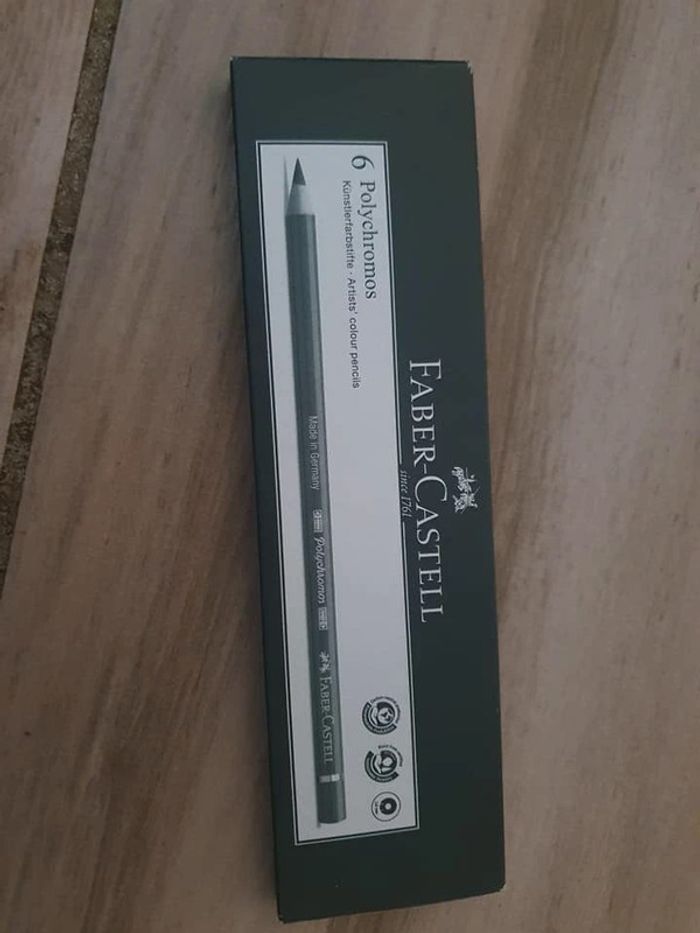 FABER-CASTELL
since 1761
6 Polychromos
Künstlerfarbstifte · Artists' colour pencils
Made in Germany
Polychromos
FABER-CASTELL